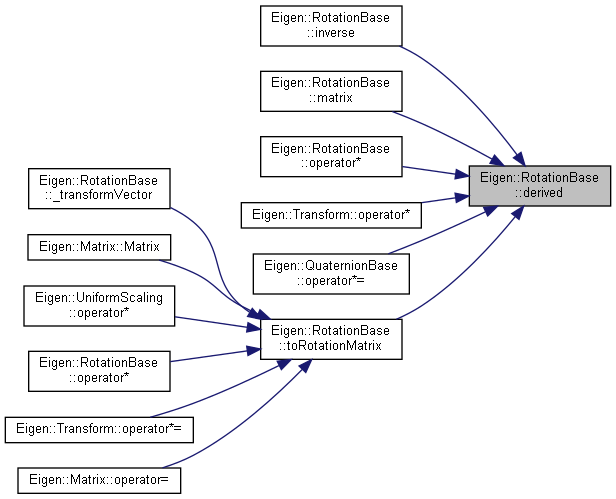 Eigen::RotationBase
::inverse
Eigen::RotationBase
::matrix
Eigen::RotationBase
::operator*
Eigen::Transform::operator*
Eigen::QuaternionBase
::operator*=
Eigen::RotationBase
::toRotationMatrix
Eigen::RotationBase
::derived
Eigen::RotationBase
::_transformVector
Eigen::Matrix::Matrix
Eigen::UniformScaling
::operator*
Eigen::RotationBase
::operator*
Eigen::Transform::operator*=
Eigen::Matrix::operator=